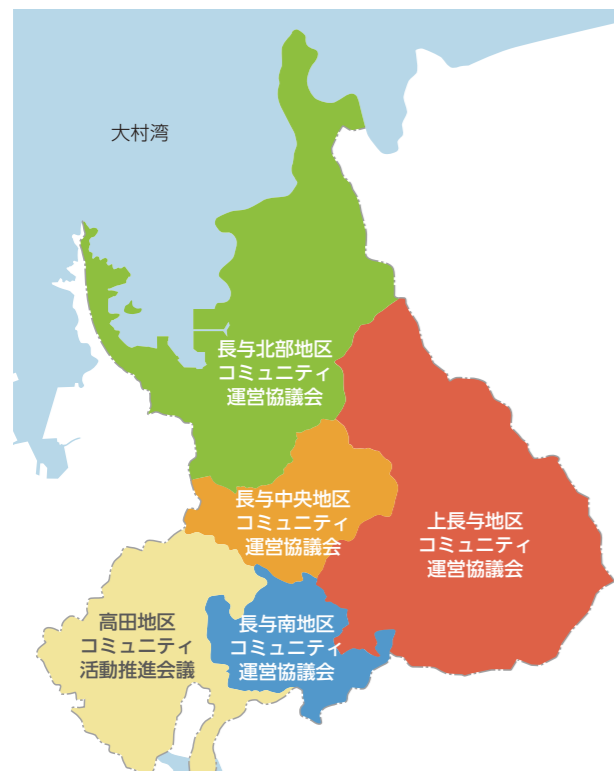 大村湾
長与北部地区
コミュニティ
運営協議会
長与中央地区
コミュニティ
運営協議会
上長与地区
コミュニティ
運営協議会
高田地区
コミュニティ
活動推進会議
長与南地区
コミュニティ
運営協議会